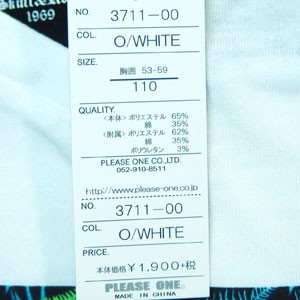 1969
NO. 3711-00
COL. O/WHITE
SIZE.
胸囲 53-59
110
QUALITY.
<本体> ポリエステル 65%
綿 35%
<附属> ポリエステル 62%
綿 35%
ポリウレタン 3%
PLEASE ONE CO.,LTD.
052-910-8511
http://www.please-one.co.jp
NO. 3711-00
COL. O/WHITE
PRICE.
本体価格 ¥1,900+税
PLEASE ONE.
MADE IN CHINA